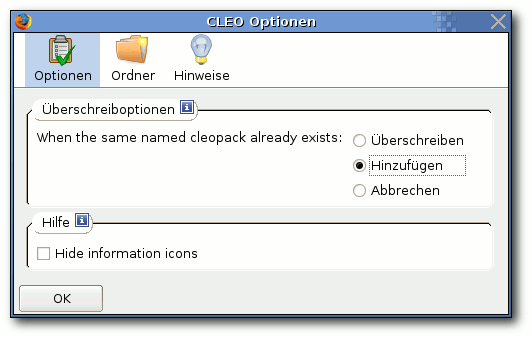 CLEO Optionen
Optionen Ordner Hinweise
Überschreiboptionen i
When the same named cleopack already exists:
Überschreiben
Hinzufügen
Abbrechen
Hilfe i
Hide information icons
OK